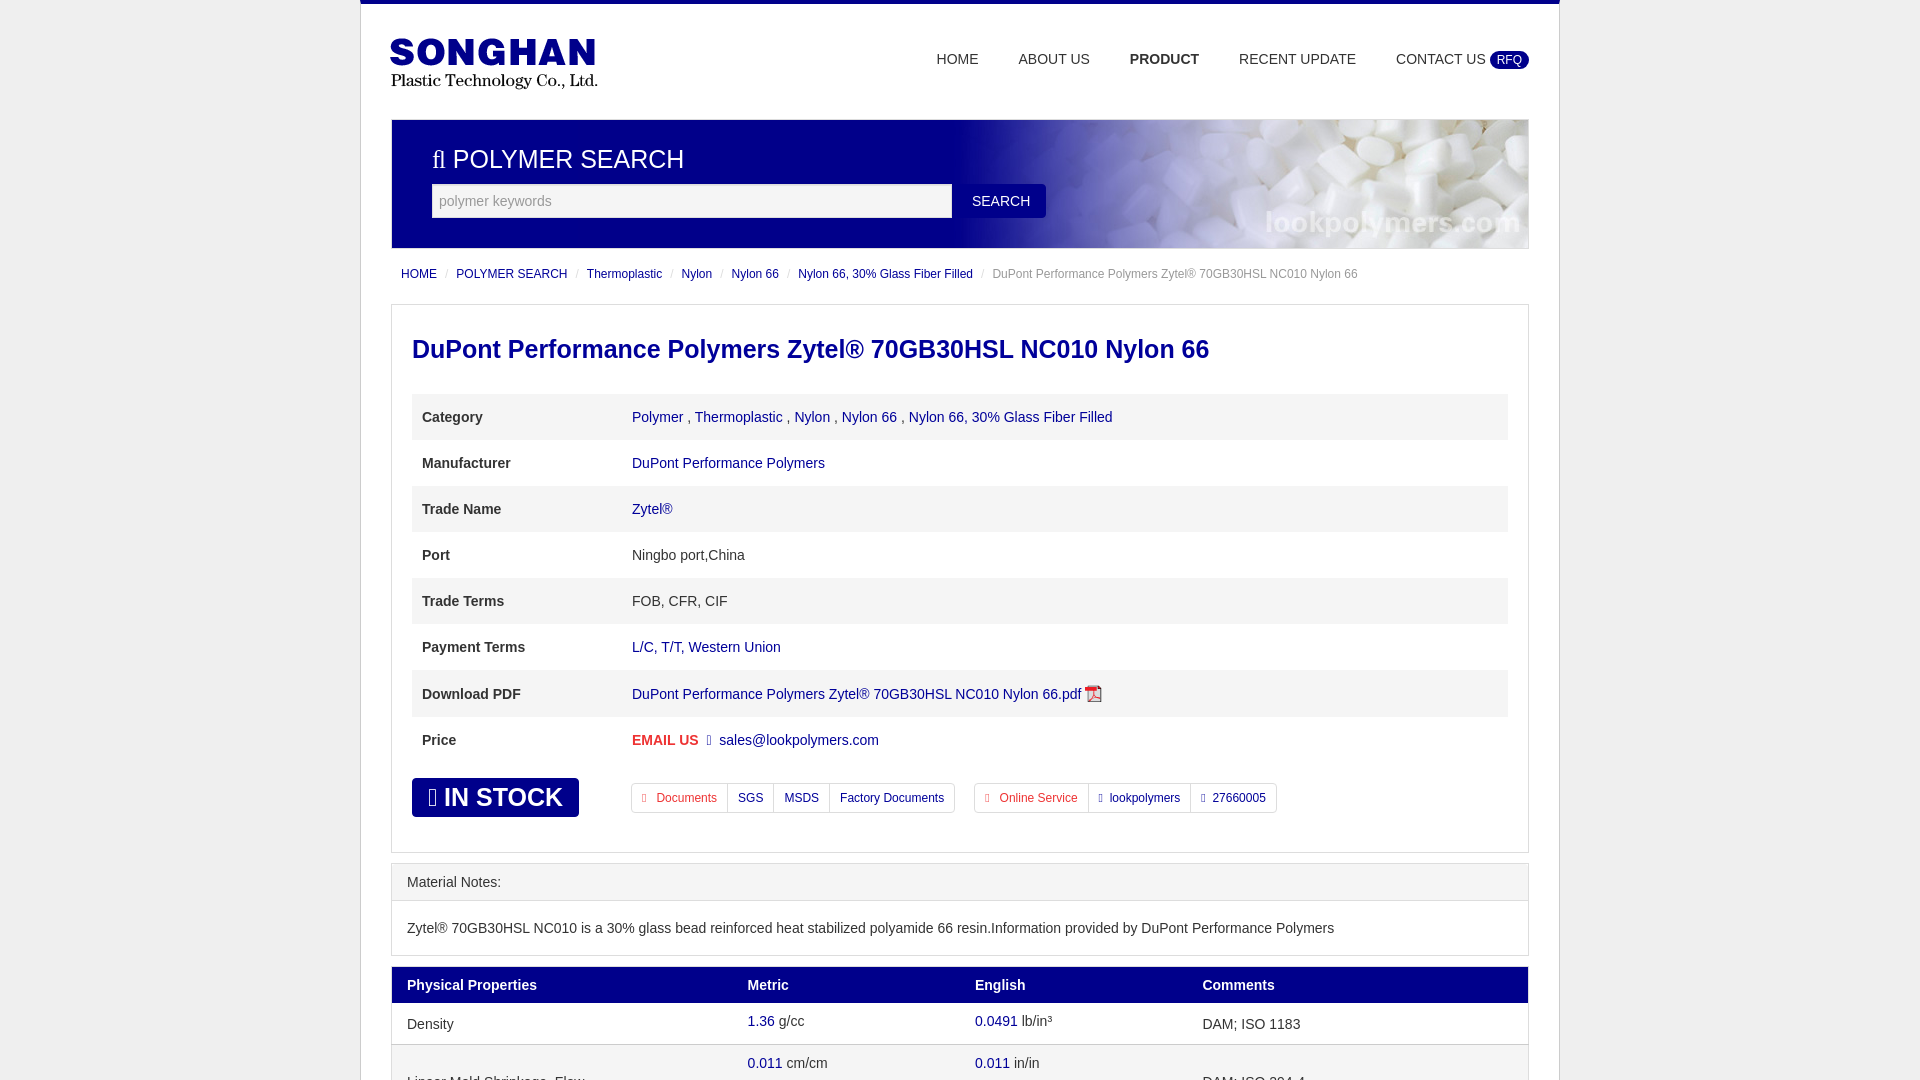 SONGHAN
Plastic Technology Co., Ltd.
HOME ABOUT US PRODUCT RECENT UPDATE CONTACT US RFQ
POLYMER SEARCH
polymer keywords SEARCH
lookpolymers.com
HOME / POLYMER SEARCH / Thermoplastic / Nylon / Nylon 66 / Nylon 66, 30% Glass Fiber Filled / DuPont Performance Polymers Zytel® 70GB30HSL NC010 Nylon 66
DuPont Performance Polymers Zytel® 70GB30HSL NC010 Nylon 66
Category Polymer , Thermoplastic , Nylon , Nylon 66 , Nylon 66, 30% Glass Fiber Filled
Manufacturer DuPont Performance Polymers
Trade Name Zytel®
Port Ningbo port,China
Trade Terms FOB, CFR, CIF
Payment Terms L/C, T/T, Western Union
Download PDF DuPont Performance Polymers Zytel® 70GB30HSL NC010 Nylon 66.pdf
Price EMAIL US sales@lookpolymers.com
IN STOCK Documents SGS MSDS Factory Documents Online Service lookpolymers 27660005
Material Notes:
Zytel® 70GB30HSL NC010 is a 30% glass bead reinforced heat stabilized polyamide 66 resin.Information provided by DuPont Performance Polymers
Physical Properties Metric English Comments
Density 1.36 g/cc 0.0491 lb/in³ DAM; ISO 1183
0.011 cm/cm 0.011 in/in
Linear Mold Shrinkage, Flow DAM; ISO 294-4